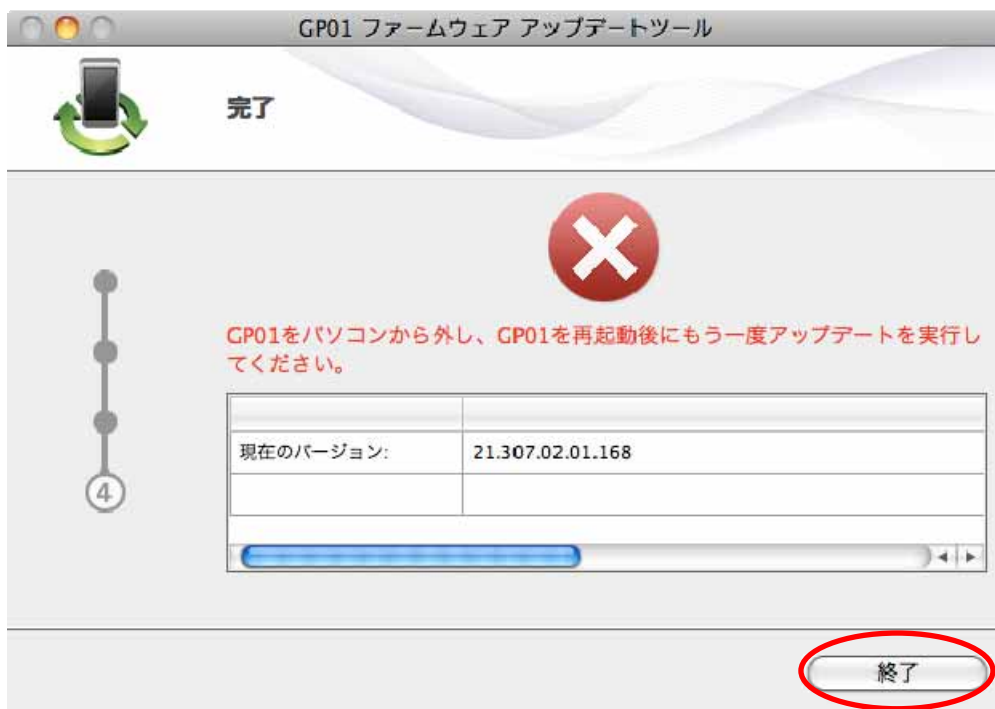 GP01 ファームウェア アップデートツール
完了
GP01をパソコンから外し、GP01を再起動後にもう一度アップデートを実行し
てください。
現在のバージョン: 21.307.02.01.168
4
終了